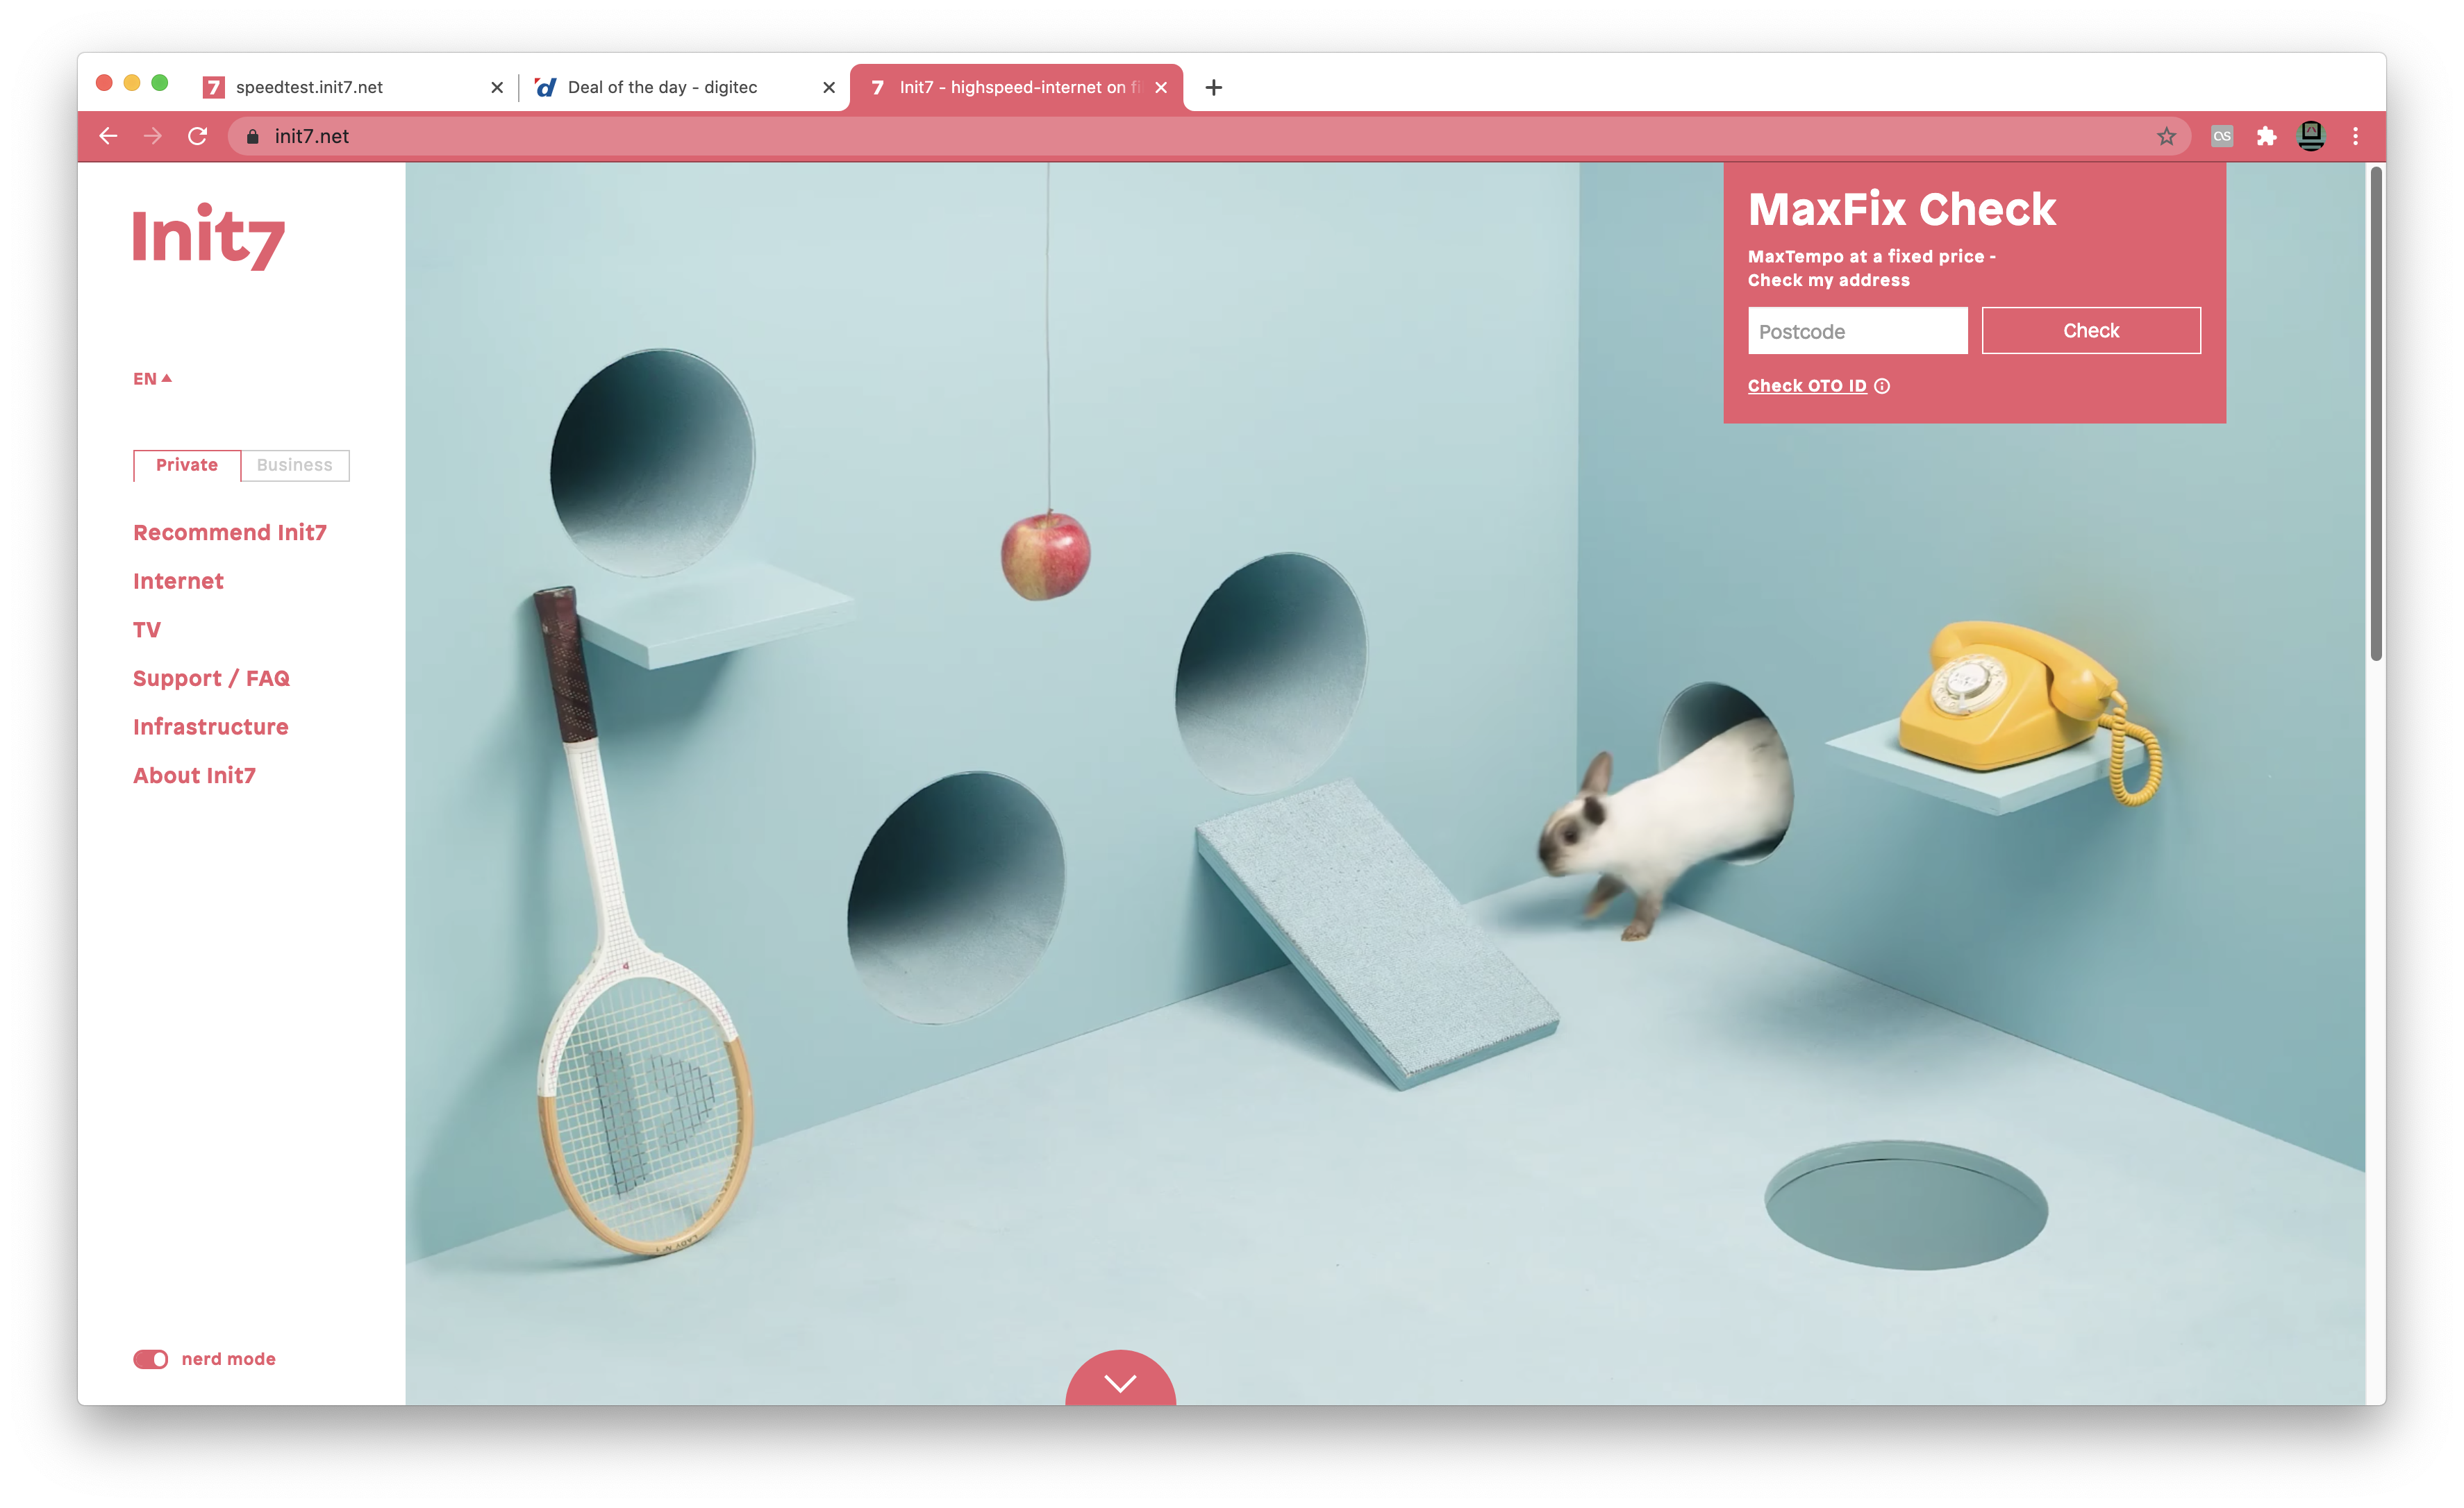 speedtest.init7.net
Deal of the day - digitec
Init7 - highspeed-internet on fi
init7.net
Init7
EN
Private
Business
Recommend Init7
Internet
TV
Support / FAQ
Infrastructure
About Init7
nerd mode
MaxFix Check
MaxTempo at a fixed price -
Check my address
Postcode
Check
Check OTO ID
LADY N°1